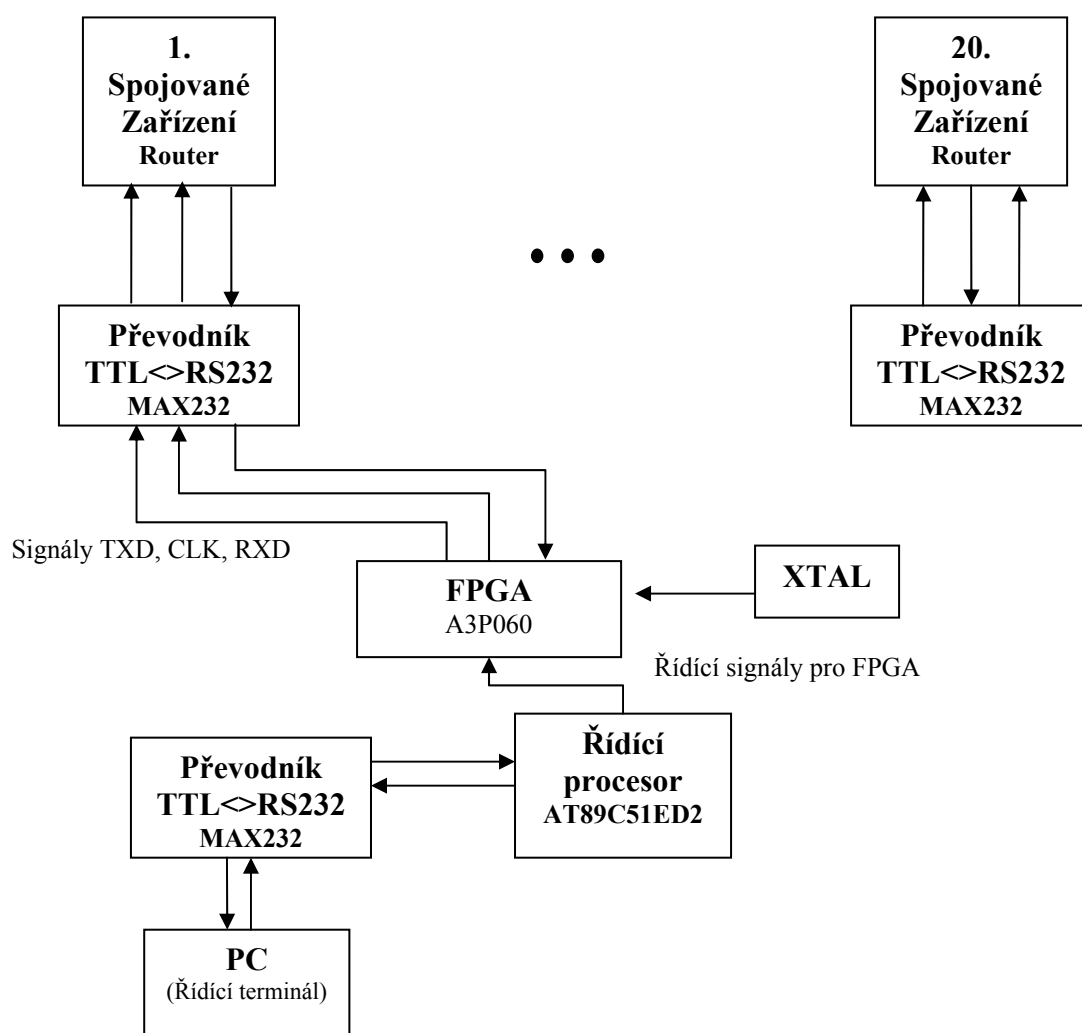 1.
Spojované
Zařízení
Router
20.
Spojované
Zařízení
Router
Převodník
TTL<>RS232
MAX232
Převodník
TTL<>RS232
MAX232
Signály TXD, CLK, RXD
FPGA
A3P060
XTAL
Řídící signály pro FPGA
Řídící
procesor
AT89C51ED2
Převodník
TTL<>RS232
MAX232
PC
(Řídící terminál)